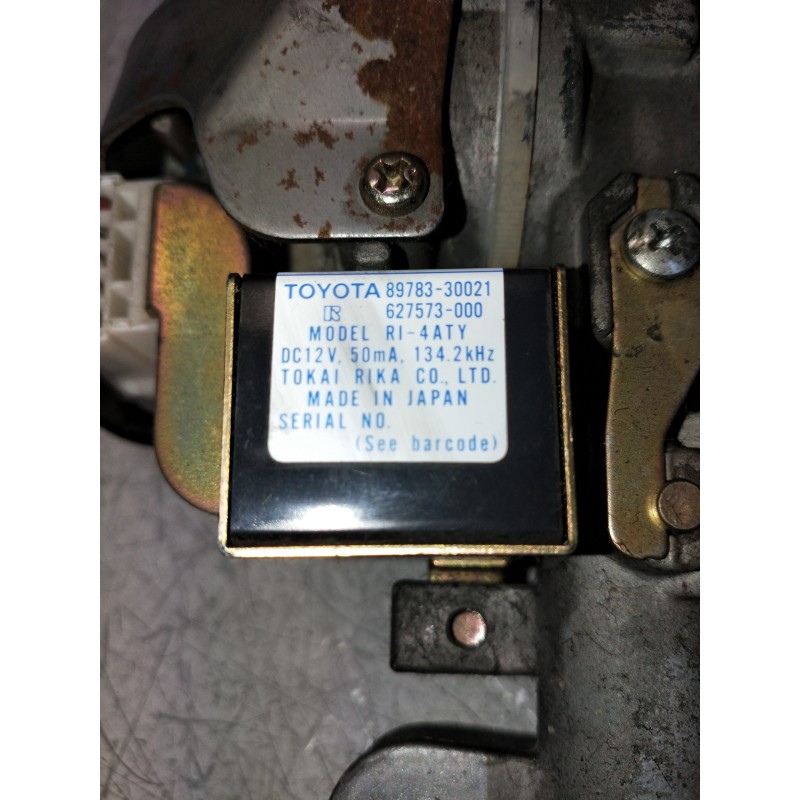 TOYOTA 89783-30021
R 627573-000
MODEL RI-4ATY
DC12V, 50mA, 134.2kHz
TOKAI RIKA CO., LTD.
MADE IN JAPAN
SERIAL NO.
(See barcode)